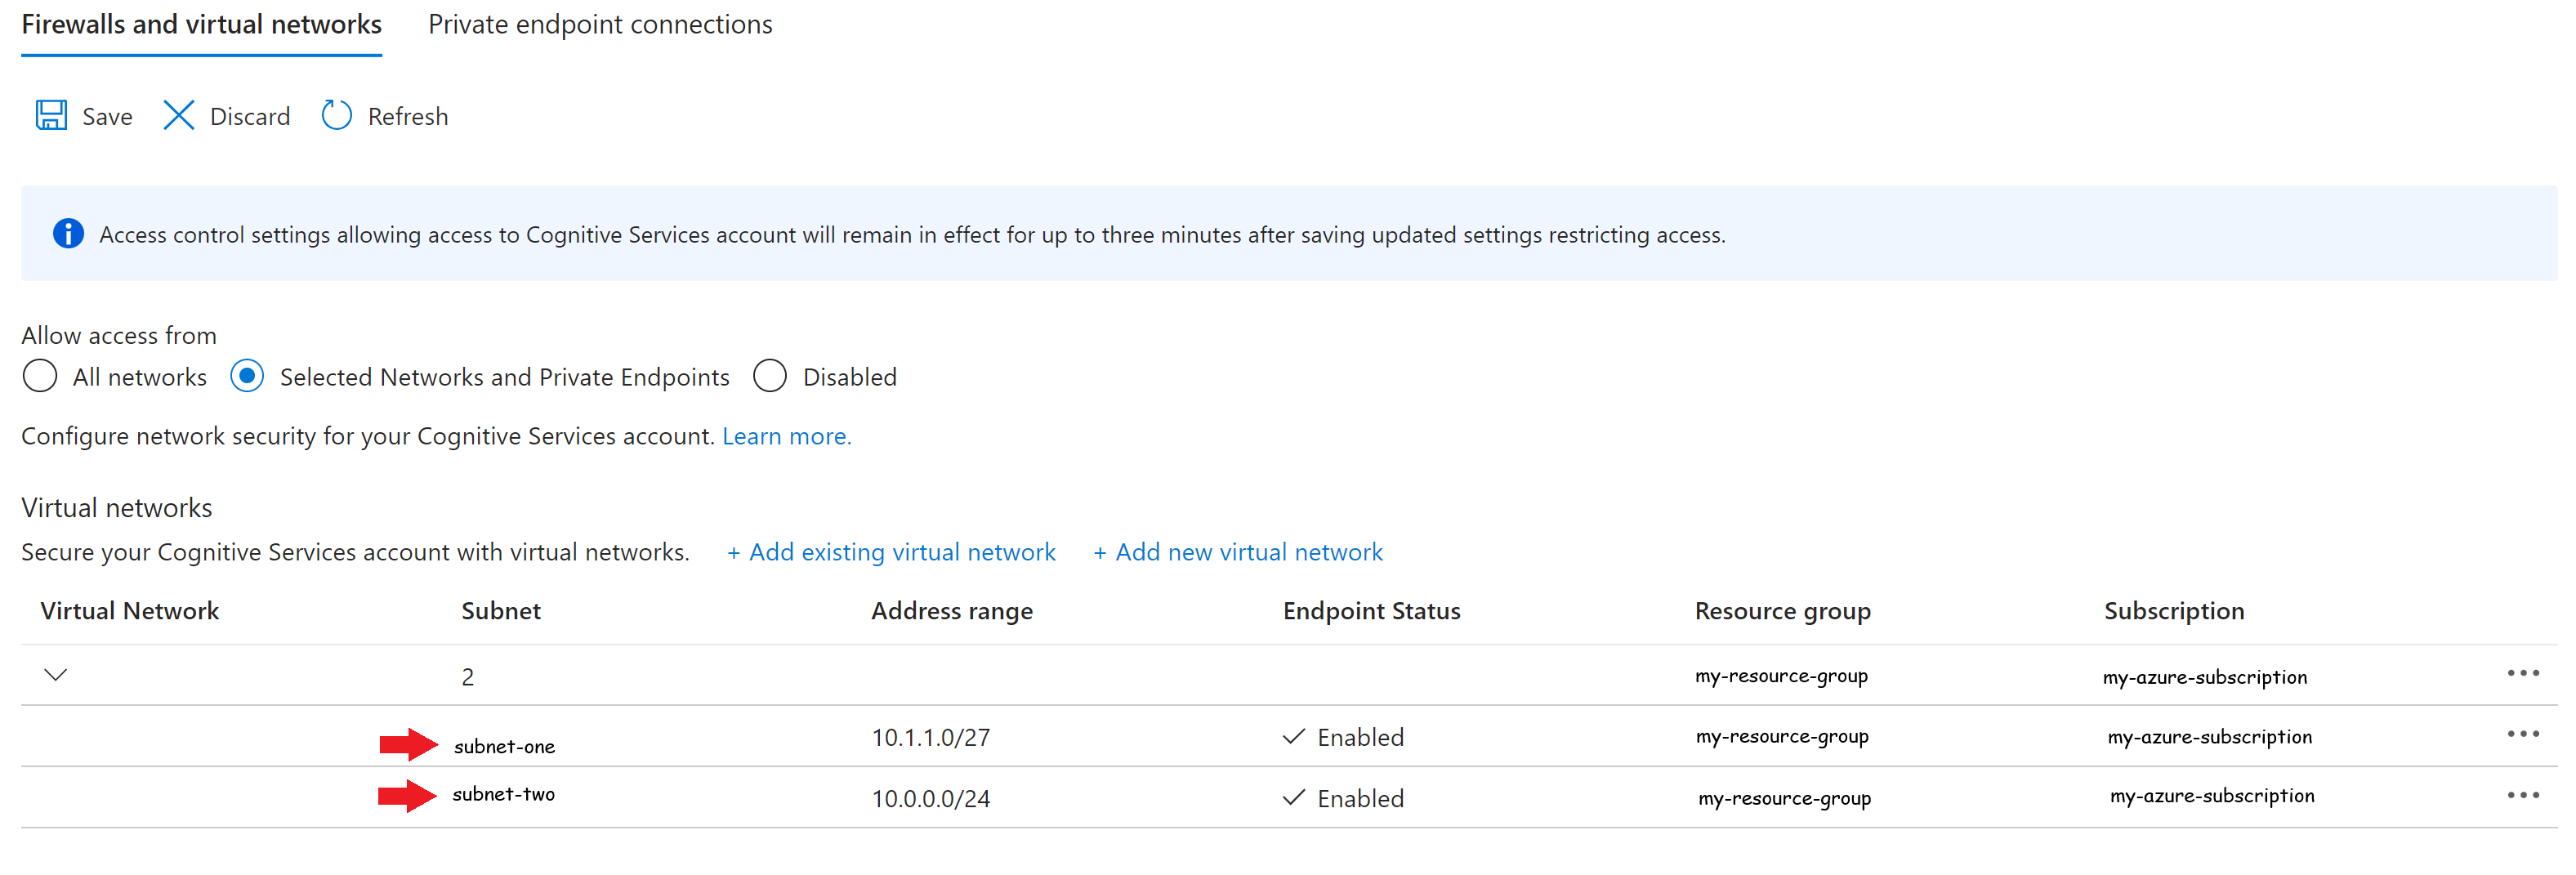 Firewalls and virtual networks Private endpoint connections
Save Discard Refresh
Access control settings allowing access to Cognitive Services account will remain in effect for up to three minutes after saving updated settings restricting access.
Allow access from
All networks Selected Networks and Private Endpoints Disabled
Configure network security for your Cognitive Services account. Learn more.
Virtual networks
Secure your Cognitive Services account with virtual networks. + Add existing virtual network + Add new virtual network
Virtual Network Subnet Address range Endpoint Status Resource group Subscription
2 my-resource-group my-azure-subscription
subnet-one 10.1.1.0/27 Enabled my-resource-group my-azure-subscription
subnet-two 10.0.0.0/24 Enabled my-resource-group my-azure-subscription